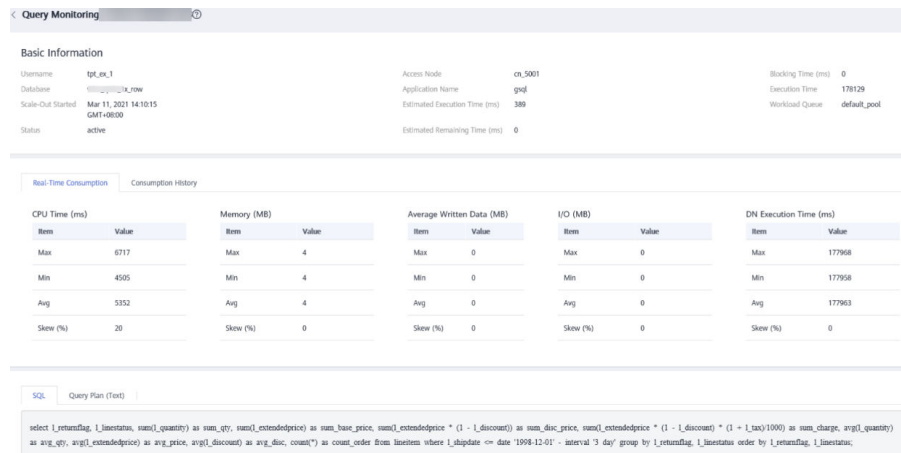 Query Monitoring
Basic Information
Username tpt_ex_1 Access Node cn_5001 Blocking Time (ms) 0
Database x_row Application Name gsql Execution Time 178129
Scale-Out Started Mar 11, 2021 14:10:15 Estimated Execution Time (ms) 389 Workload Queue default_pool
GMT+08:00
Status active Estimated Remaining Time (ms) 0
Real-Time Consumption Consumption History
CPU Time (ms) Memory (MB) Average Written Data (MB) I/O (MB) DN Execution Time (ms)
Item Value Item Value Item Value Item Value Item Value
Max 6717 Max 4 Max 0 Max 0 Max 177968
Min 4505 Min 4 Min 0 Min 0 Min 177958
Avg 5352 Avg 4 Avg 0 Avg 0 Avg 177963
Skew (%) 20 Skew (%) 0 Skew (%) 0 Skew (%) 0 Skew (%) 0
SQL Query Plan (Text)
select l_returnflag, l_linestatus, sum(l_quantity) as sum_qty, sum(l_extendedprice) as sum_base_price, sum(l_extendedprice * (1 - l_discount)) as sum_disc_price, sum(l_extendedprice * (1 - l_discount) * (1 + l_tax)/1000) as sum_charge, avg(l_quantity)
as avg_qty, avg(l_extendedprice) as avg_price, avg(l_discount) as avg_disc, count(*) as count_order from lineitem where l_shipdate <= date '1998-12-01' - interval '3 day' group by l_returnflag, l_linestatus order by l_returnflag, l_linestatus;